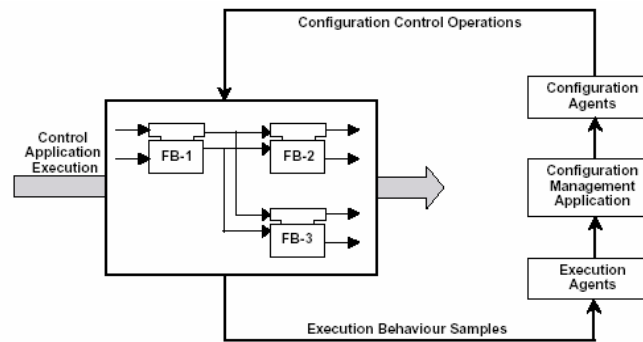 Configuration Control Operations
Configuration
Agents
Control
Application
Execution
FB-1
FB-2
Configuration
Management
Application
FB-3
Execution
Agents
Execution Behaviour Samples